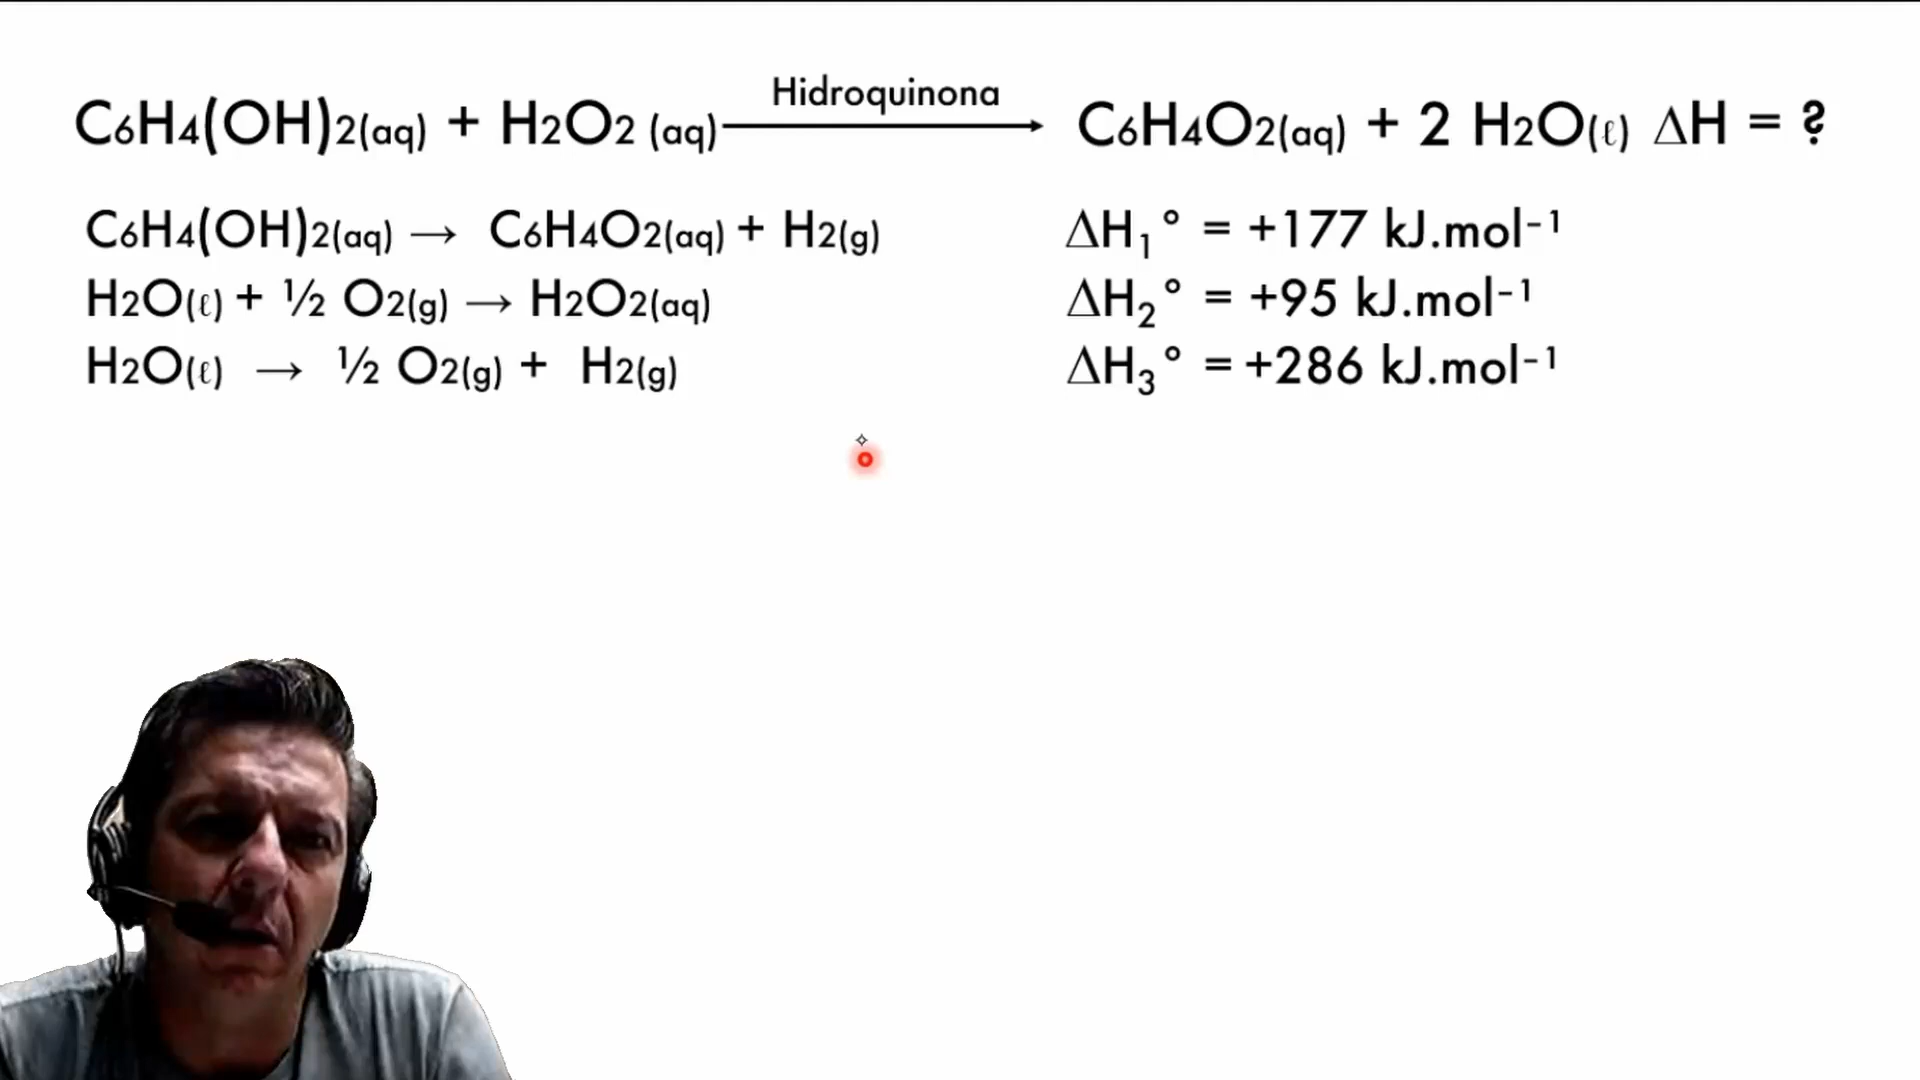 Hidroquinona
C6H4(OH)2(aq) + H2O2 (aq) ⟶ C6H4O2(aq) + 2 H2O(ℓ) ΔH = ?
C6H4(OH)2(aq) → C6H4O2(aq) + H2(g) ΔH₁° = +177 kJ.mol⁻¹
H2O(ℓ) + ½ O2(g) → H2O2(aq) ΔH₂° = +95 kJ.mol⁻¹
H2O(ℓ) → ½ O2(g) + H2(g) ΔH₃° = +286 kJ.mol⁻¹